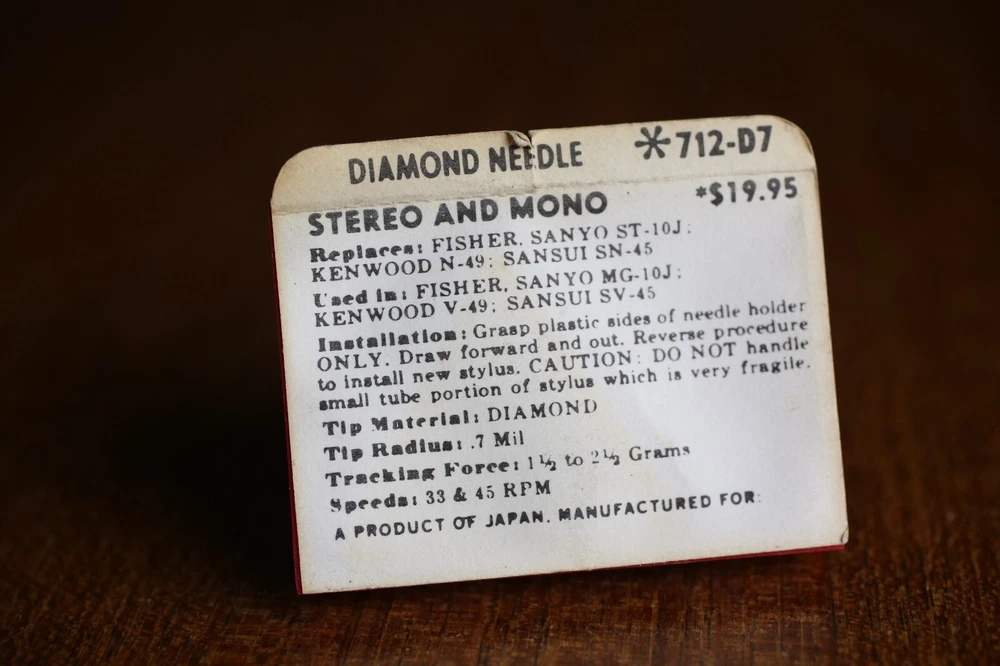 DIAMOND NEEDLE *712-D7
STEREO AND MONO *$19.95
Replaces: FISHER, SANYO ST-10J;
KENWOOD N-49; SANSUI SN-45
Used in: FISHER, SANYO MG-10J;
KENWOOD V-49; SANSUI SV-45
Installation: Grasp plastic sides of needle holder
ONLY. Draw forward and out. Reverse procedure
to install new stylus. CAUTION: DO NOT handle
small tube portion of stylus which is very fragile.
Tip Material: DIAMOND
Tip Radius: .7 Mil
Tracking Force: 1½ to 2½ Grams
Speeds: 33 & 45 RPM
A PRODUCT OF JAPAN. MANUFACTURED FOR: